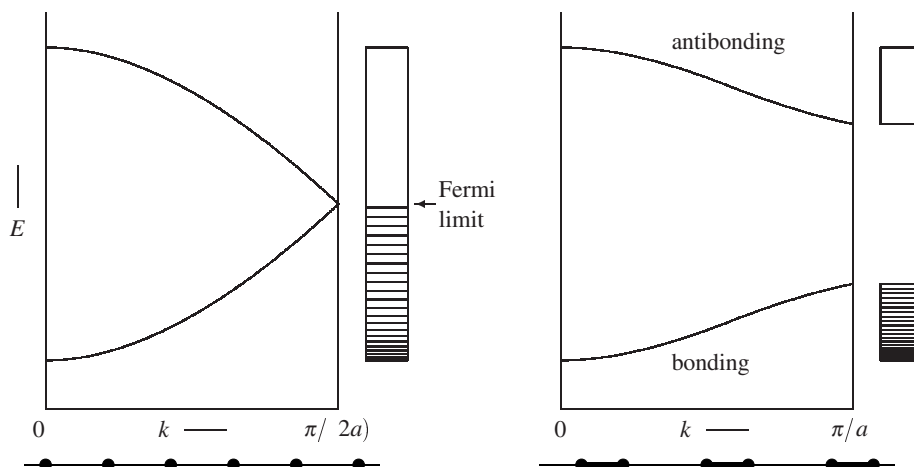 antibonding
Fermi
limit
E
bonding
0 k π/ 2a)
0 k π/a